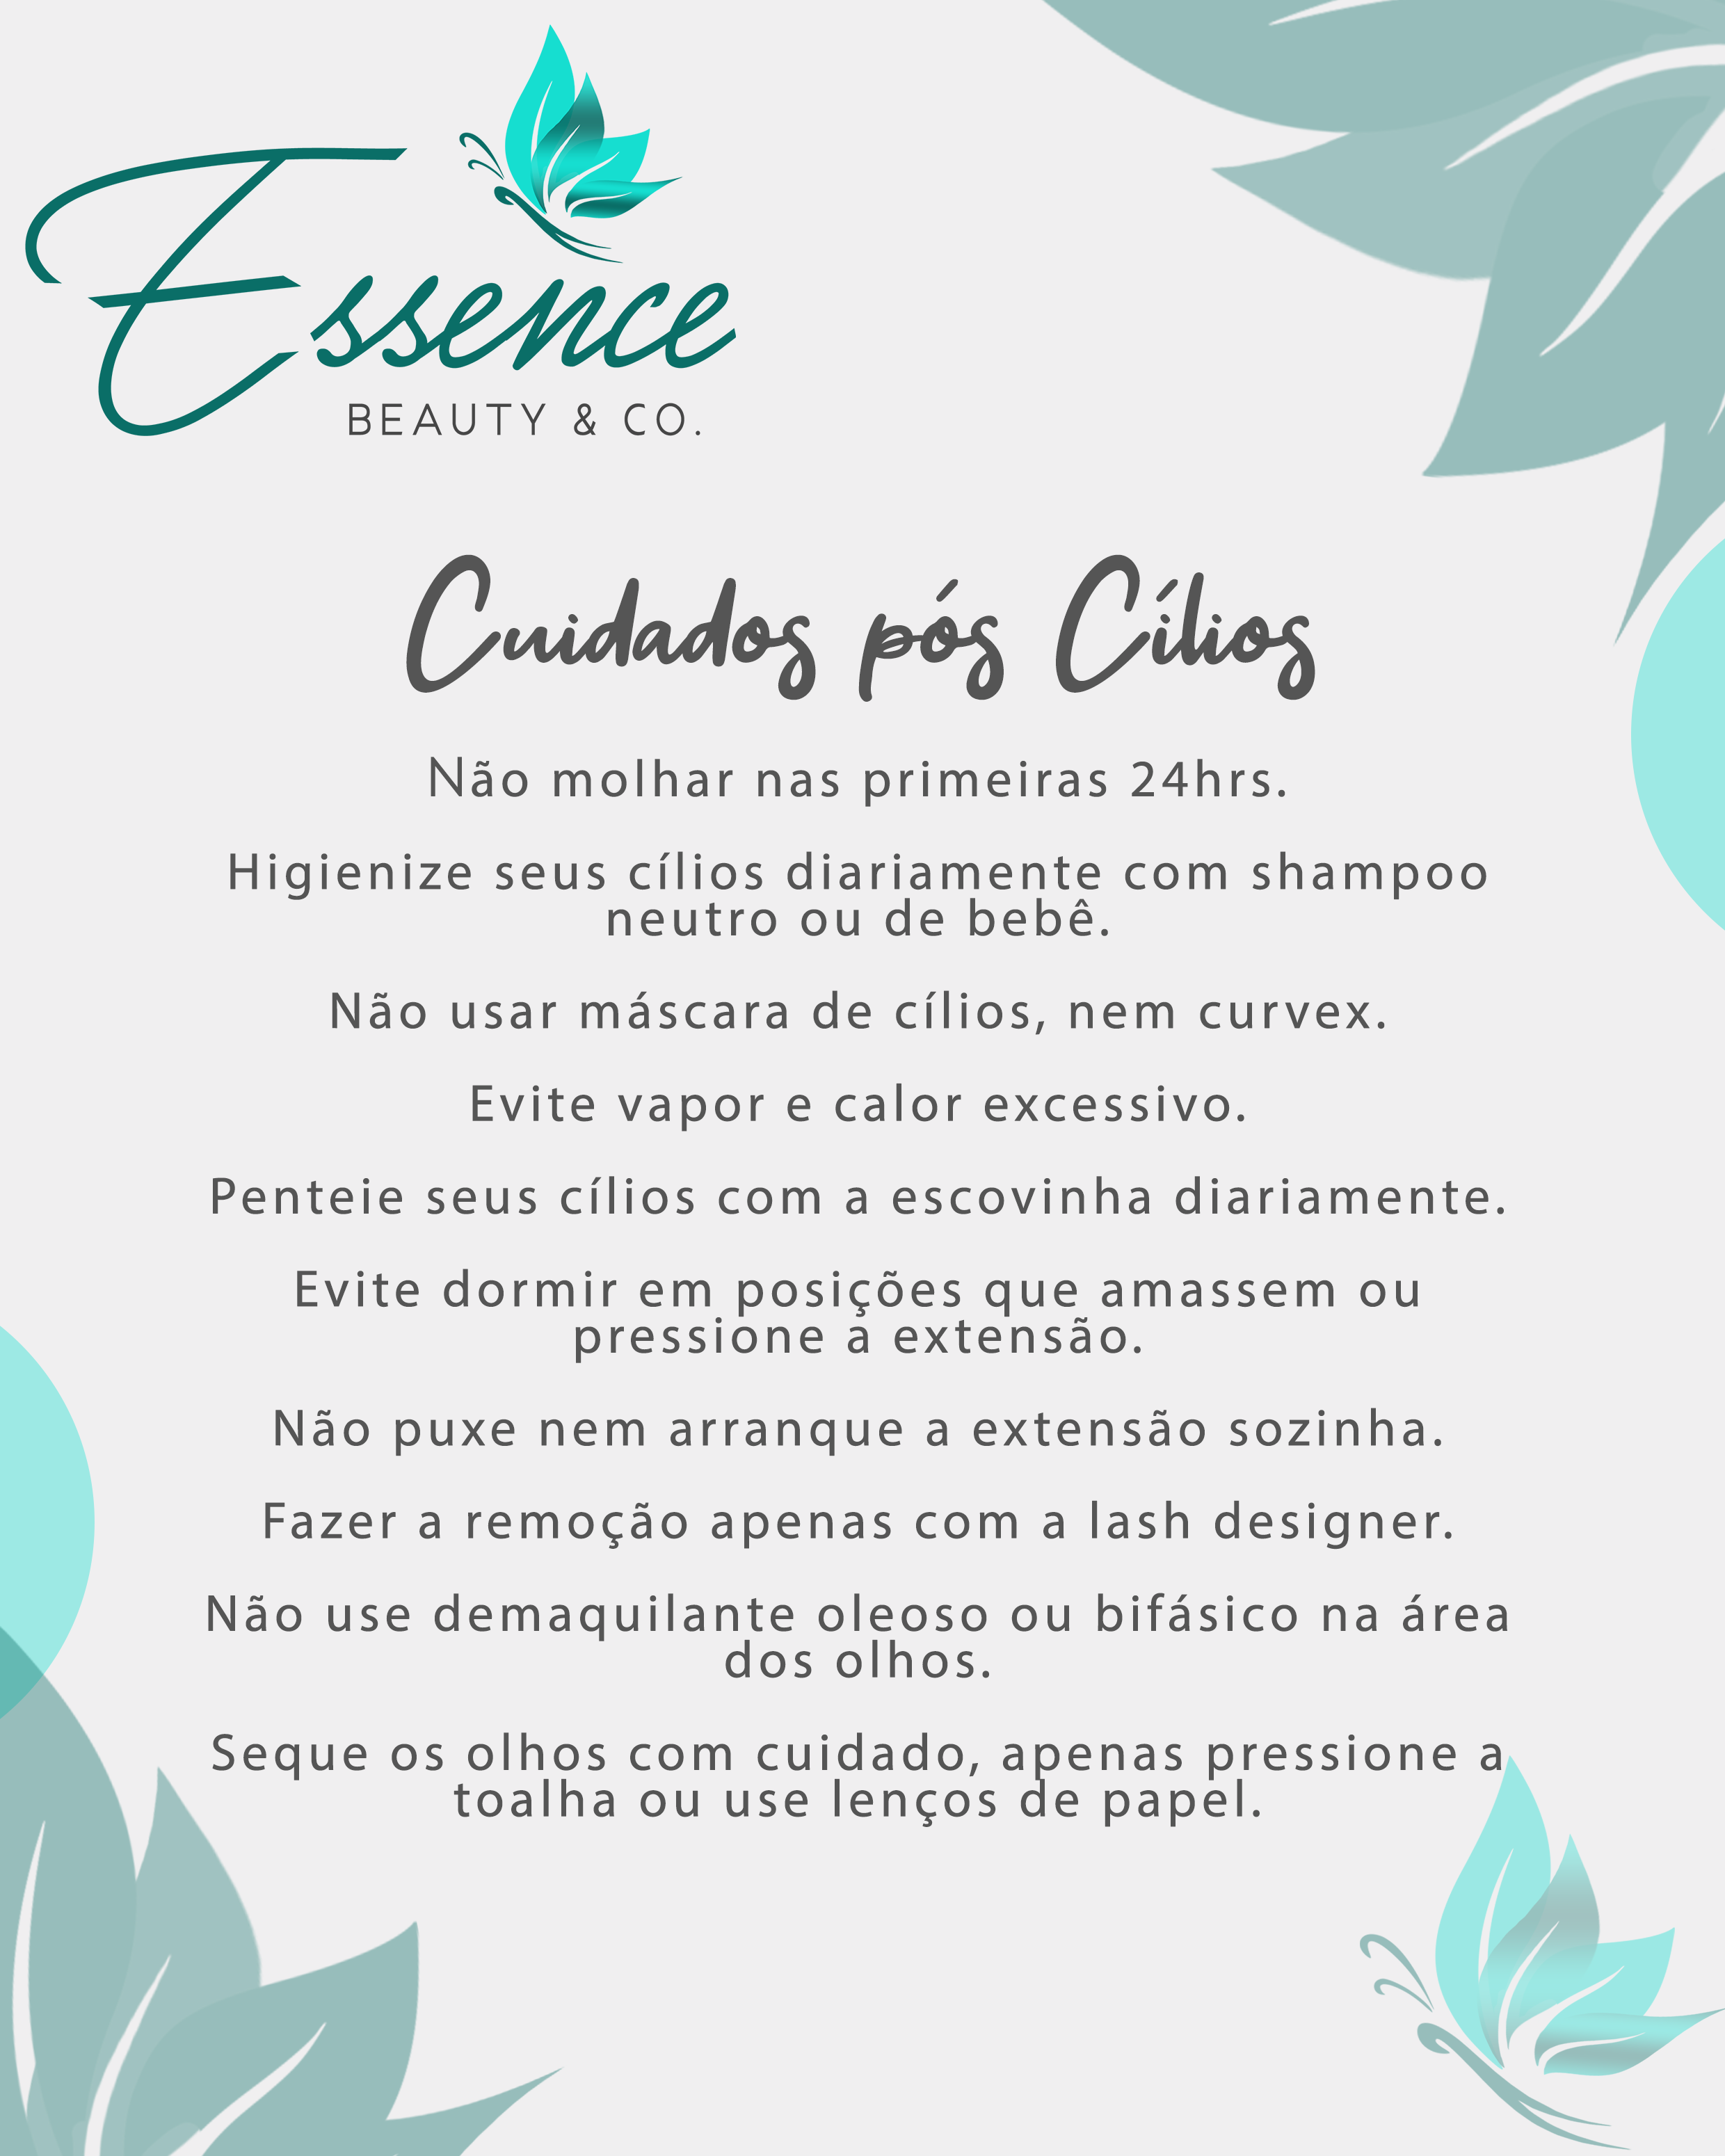 Essence
BEAUTY & CO.
Cuidados pós Cílios
Não molhar nas primeiras 24hrs.
Higienize seus cílios diariamente com shampoo
neutro ou de bebê.
Não usar máscara de cílios, nem curvex.
Evite vapor e calor excessivo.
Penteie seus cílios com a escovinha diariamente.
Evite dormir em posições que amassem ou
pressione a extensão.
Não puxe nem arranque a extensão sozinha.
Fazer a remoção apenas com a lash designer.
Não use demaquilante oleoso ou bifásico na área
dos olhos.
Seque os olhos com cuidado, apenas pressione a
toalha ou use lenços de papel.